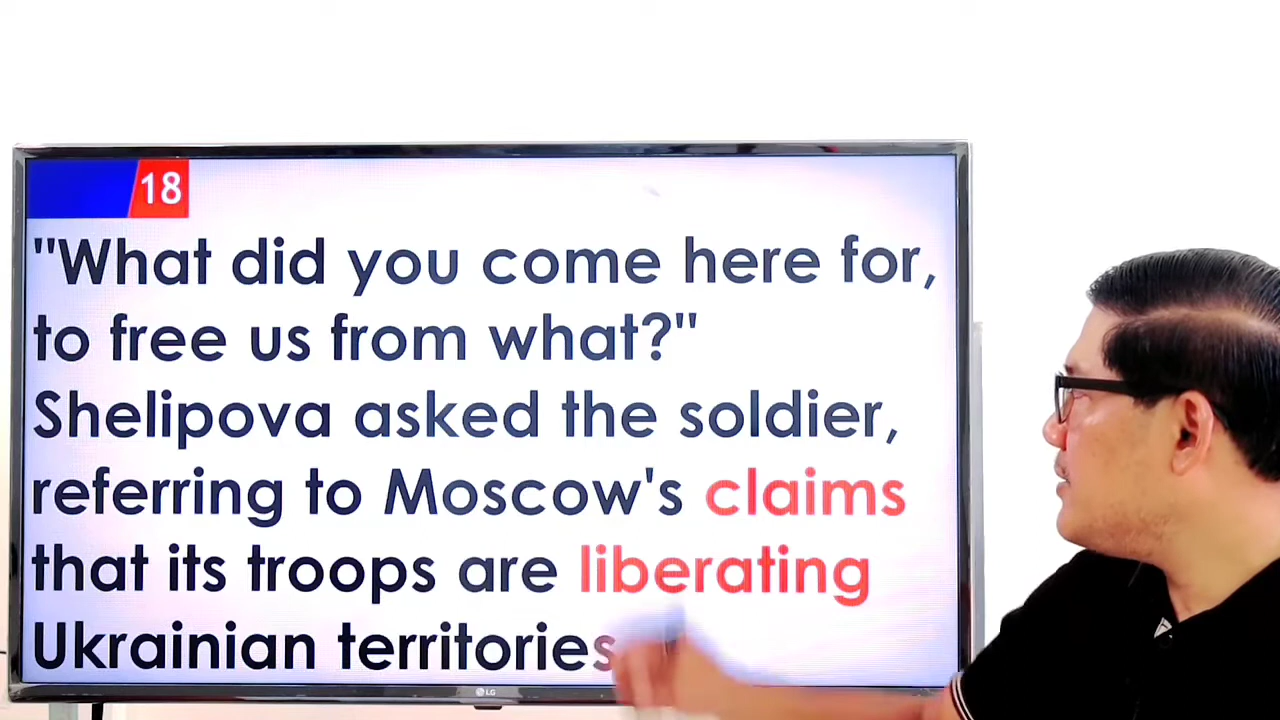 18
"What did you come here for,
to free us from what?"
Shelipova asked the soldier,
referring to Moscow's claims
that its troops are liberating
Ukrainian territories
LG